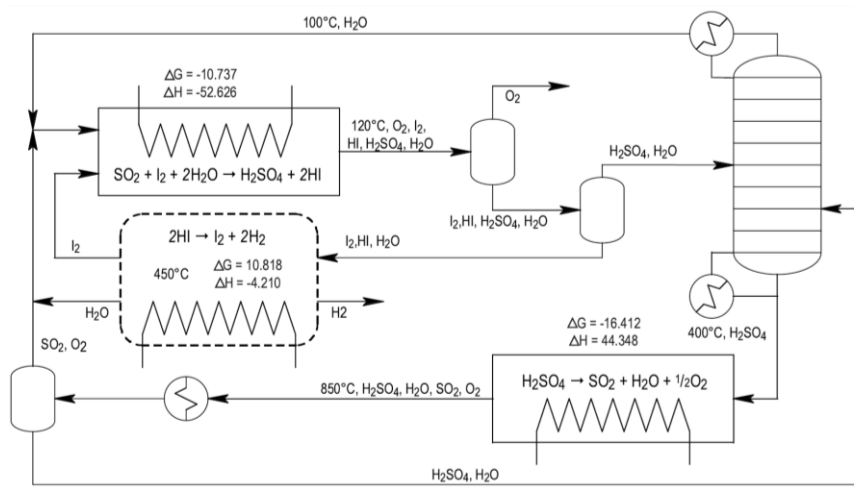 100°C, H₂O
ΔG = -10.737
ΔH = -52.626
SO₂ + I₂ + 2H₂O → H₂SO₄ + 2HI
120°C, O₂, I₂,
HI, H₂SO₄, H₂O
O₂
H₂SO₄, H₂O
I₂,HI, H₂SO₄, H₂O
I₂
2HI → I₂ + 2H₂
450°C
ΔG = 10.818
ΔH = -4.210
I₂,HI, H₂O
H₂O
H2
400°C, H₂SO₄
SO₂, O₂
ΔG = -16.412
ΔH = 44.348
H₂SO₄ → SO₂ + H₂O + ¹/₂O₂
850°C, H₂SO₄, H₂O, SO₂, O₂
H₂SO₄, H₂O